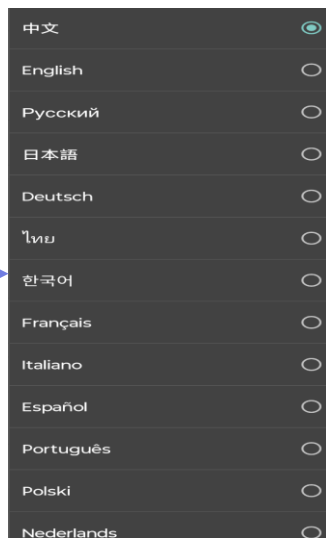 中文
English
Русский
日本語
Deutsch
ไทย
한국어
Français
Italiano
Español
Português
Polski
Nederlands